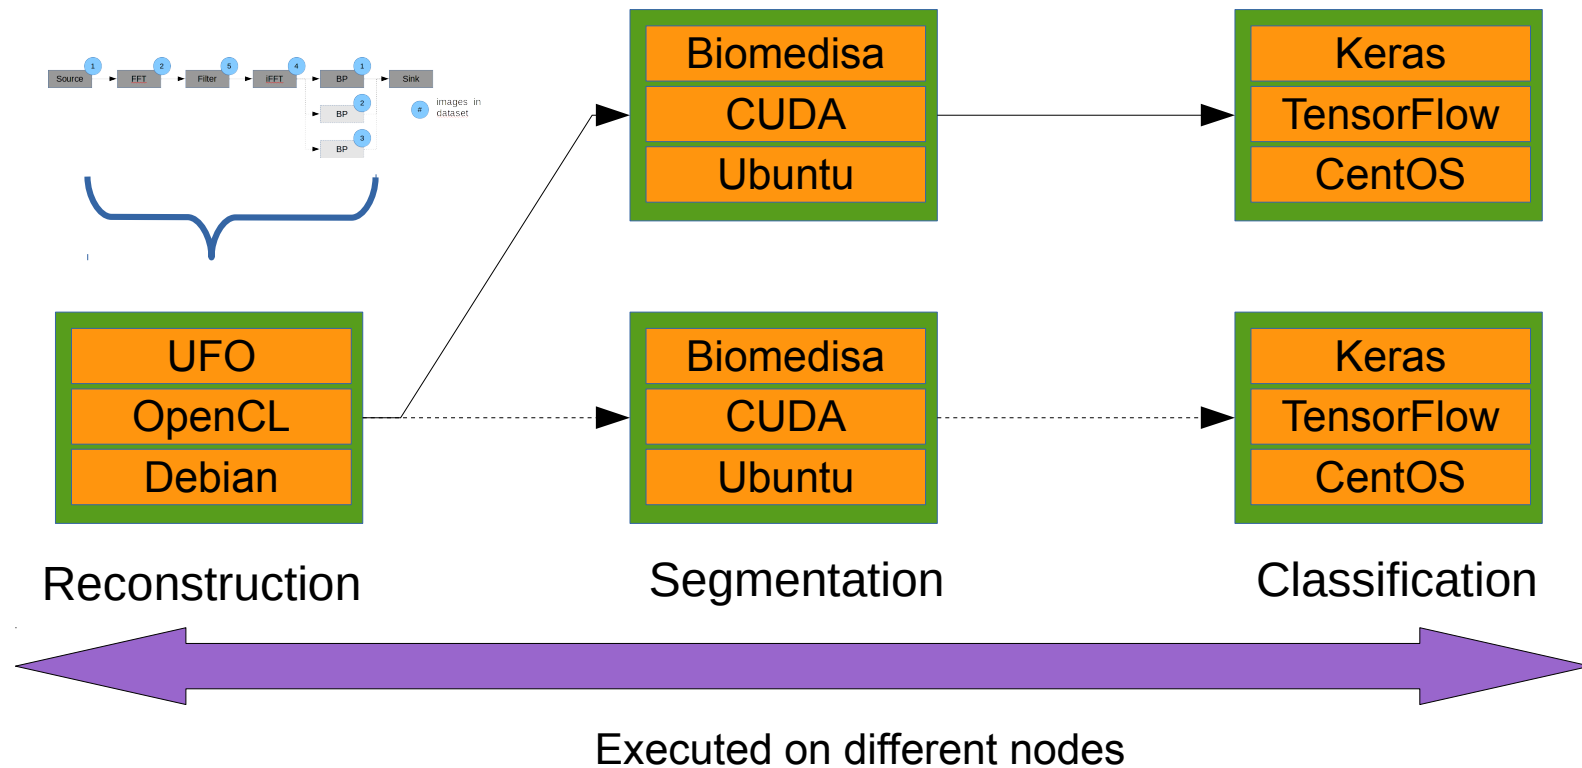 Source 1 FFT 2 Filter 5 iFFT 4 BP 1 Sink
BP 2
# images in
dataset
BP 3
Biomedisa
CUDA
Ubuntu
Keras
TensorFlow
CentOS
UFO
OpenCL
Debian
Biomedisa
CUDA
Ubuntu
Keras
TensorFlow
CentOS
Reconstruction
Segmentation
Classification
Executed on different nodes